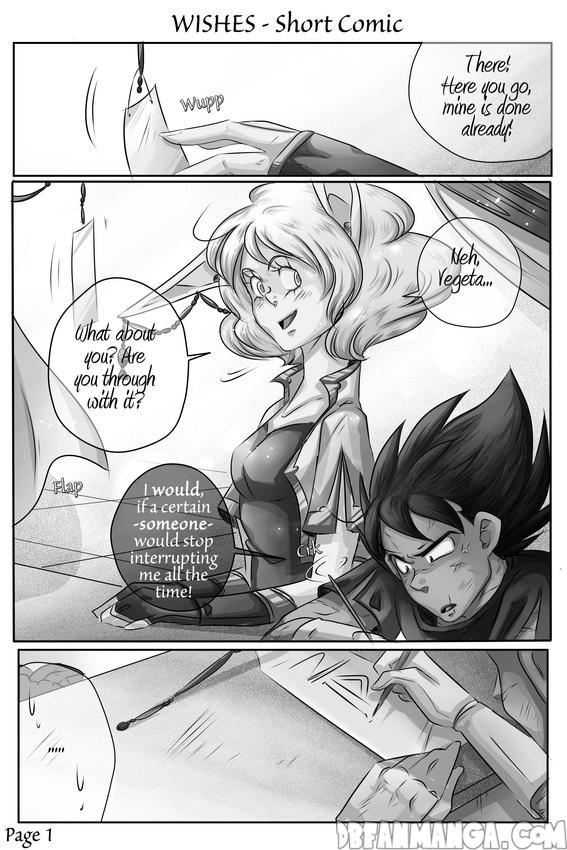 WISHES - Short Comic
There!
Here you go,
mine is done
already!
Wupp
Neh,
Vegeta...
What about
you? Are
you through
with it?
Flap
I would,
if a certain
-someone-
would stop
interrupting
me all the
time!
Crk
.....
Page 1
DBFANMANGA.COM